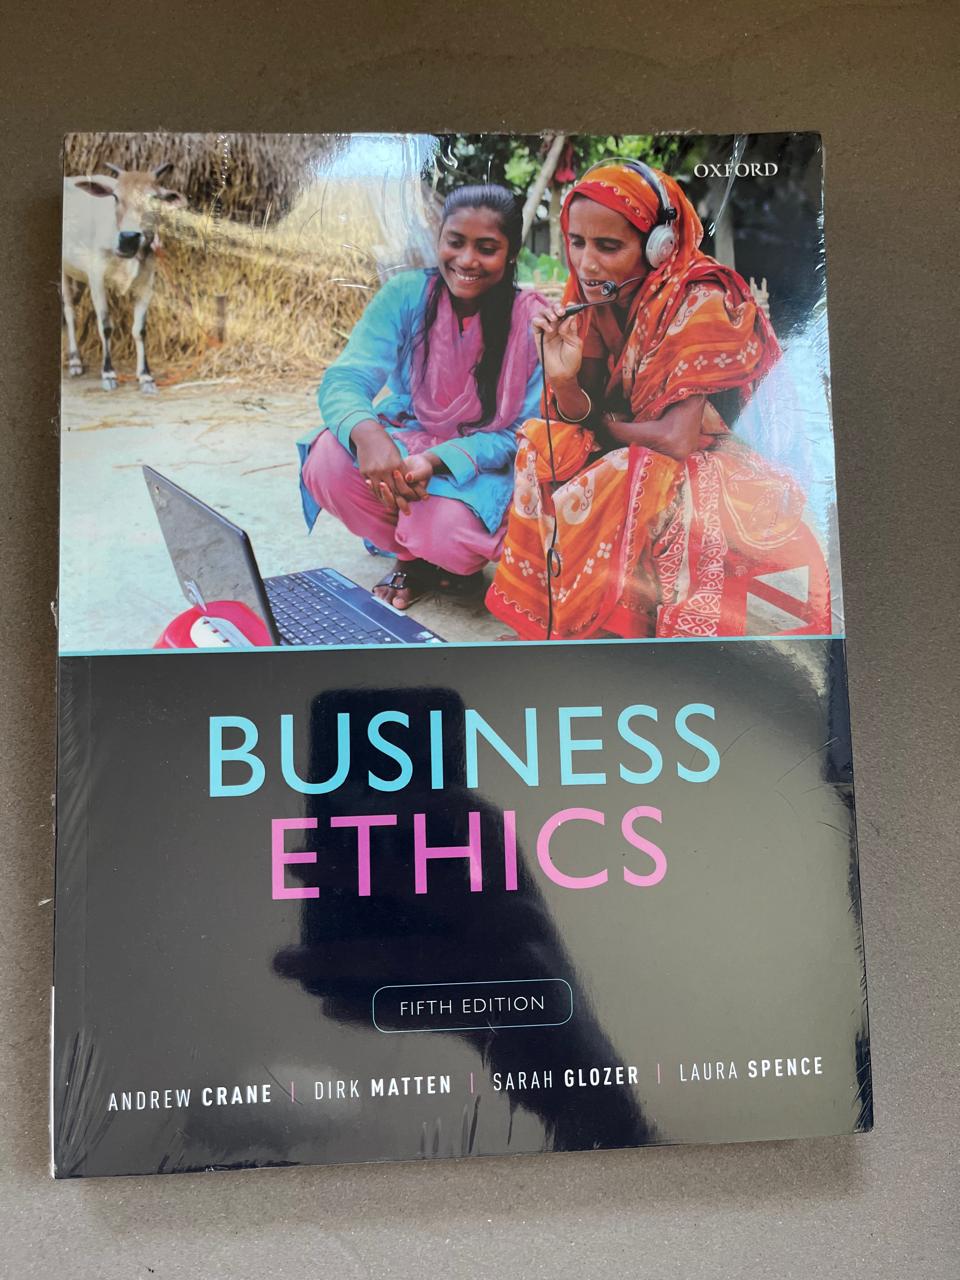 OXFORD
BUSINESS
ETHICS
FIFTH EDITION
ANDREW CRANE | DIRK MATTEN | SARAH GLOZER | LAURA SPENCE